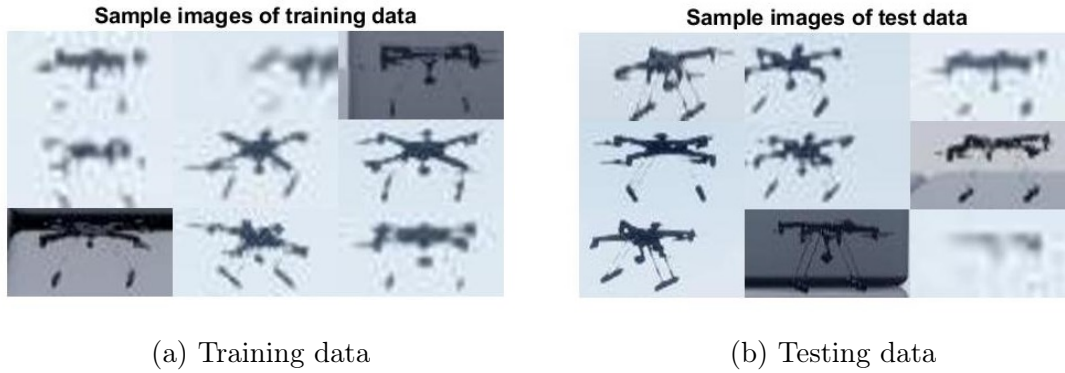 Sample images of training data
Sample images of test data
(a) Training data
(b) Testing data